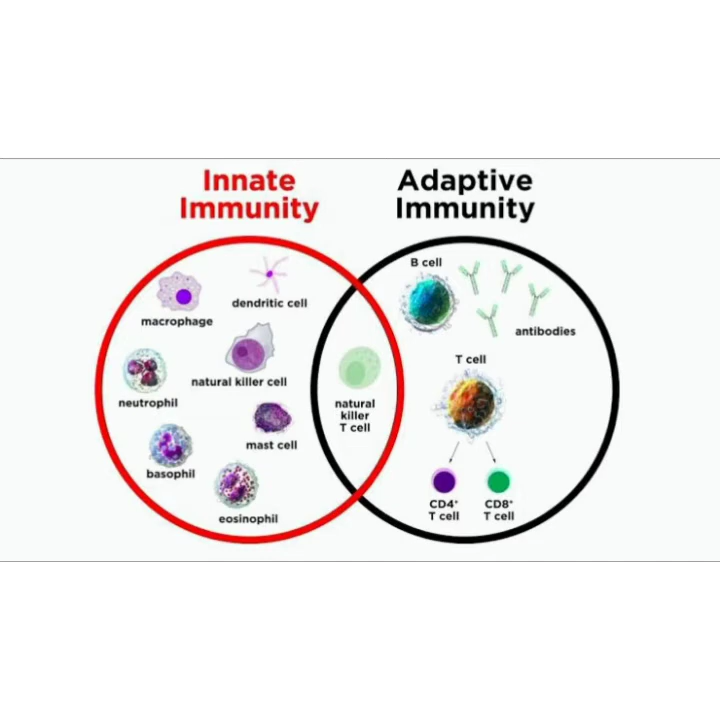 Innate
Immunity
Adaptive
Immunity
macrophage
dendritic cell
neutrophil
natural killer cell
mast cell
basophil
eosinophil
natural
killer
T cell
B cell
antibodies
T cell
CD4⁺
T cell
CD8⁺
T cell